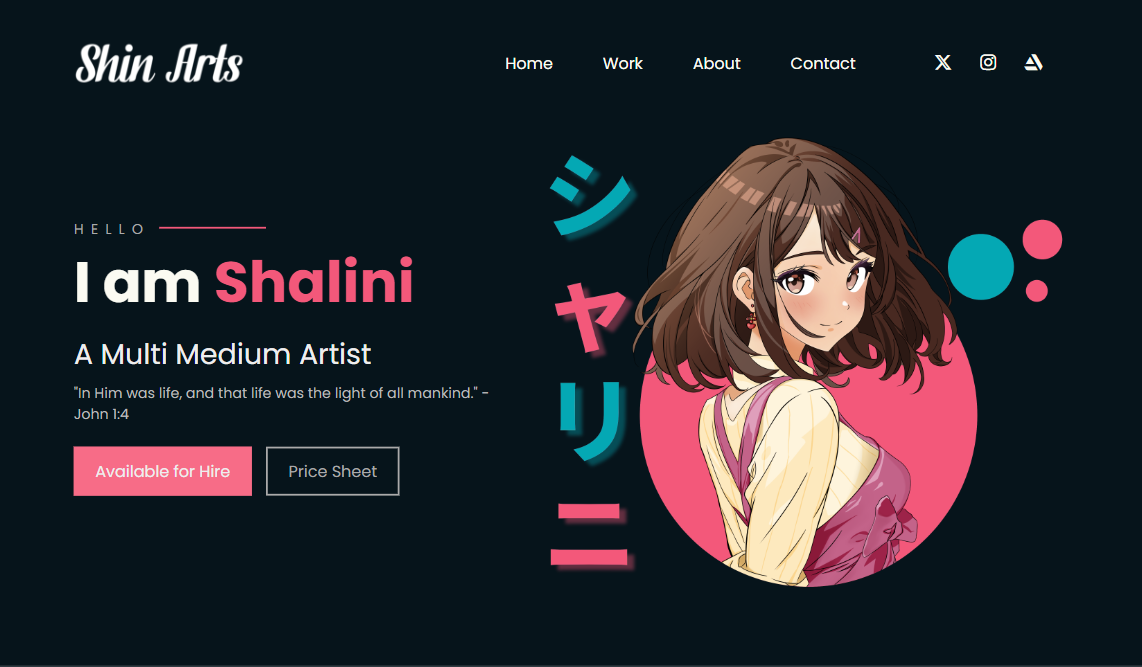 Shin Arts
Home Work About Contact
HELLO
I am Shalini
A Multi Medium Artist
"In Him was life, and that life was the light of all mankind." -
John 1:4
Available for Hire Price Sheet
シャリニ